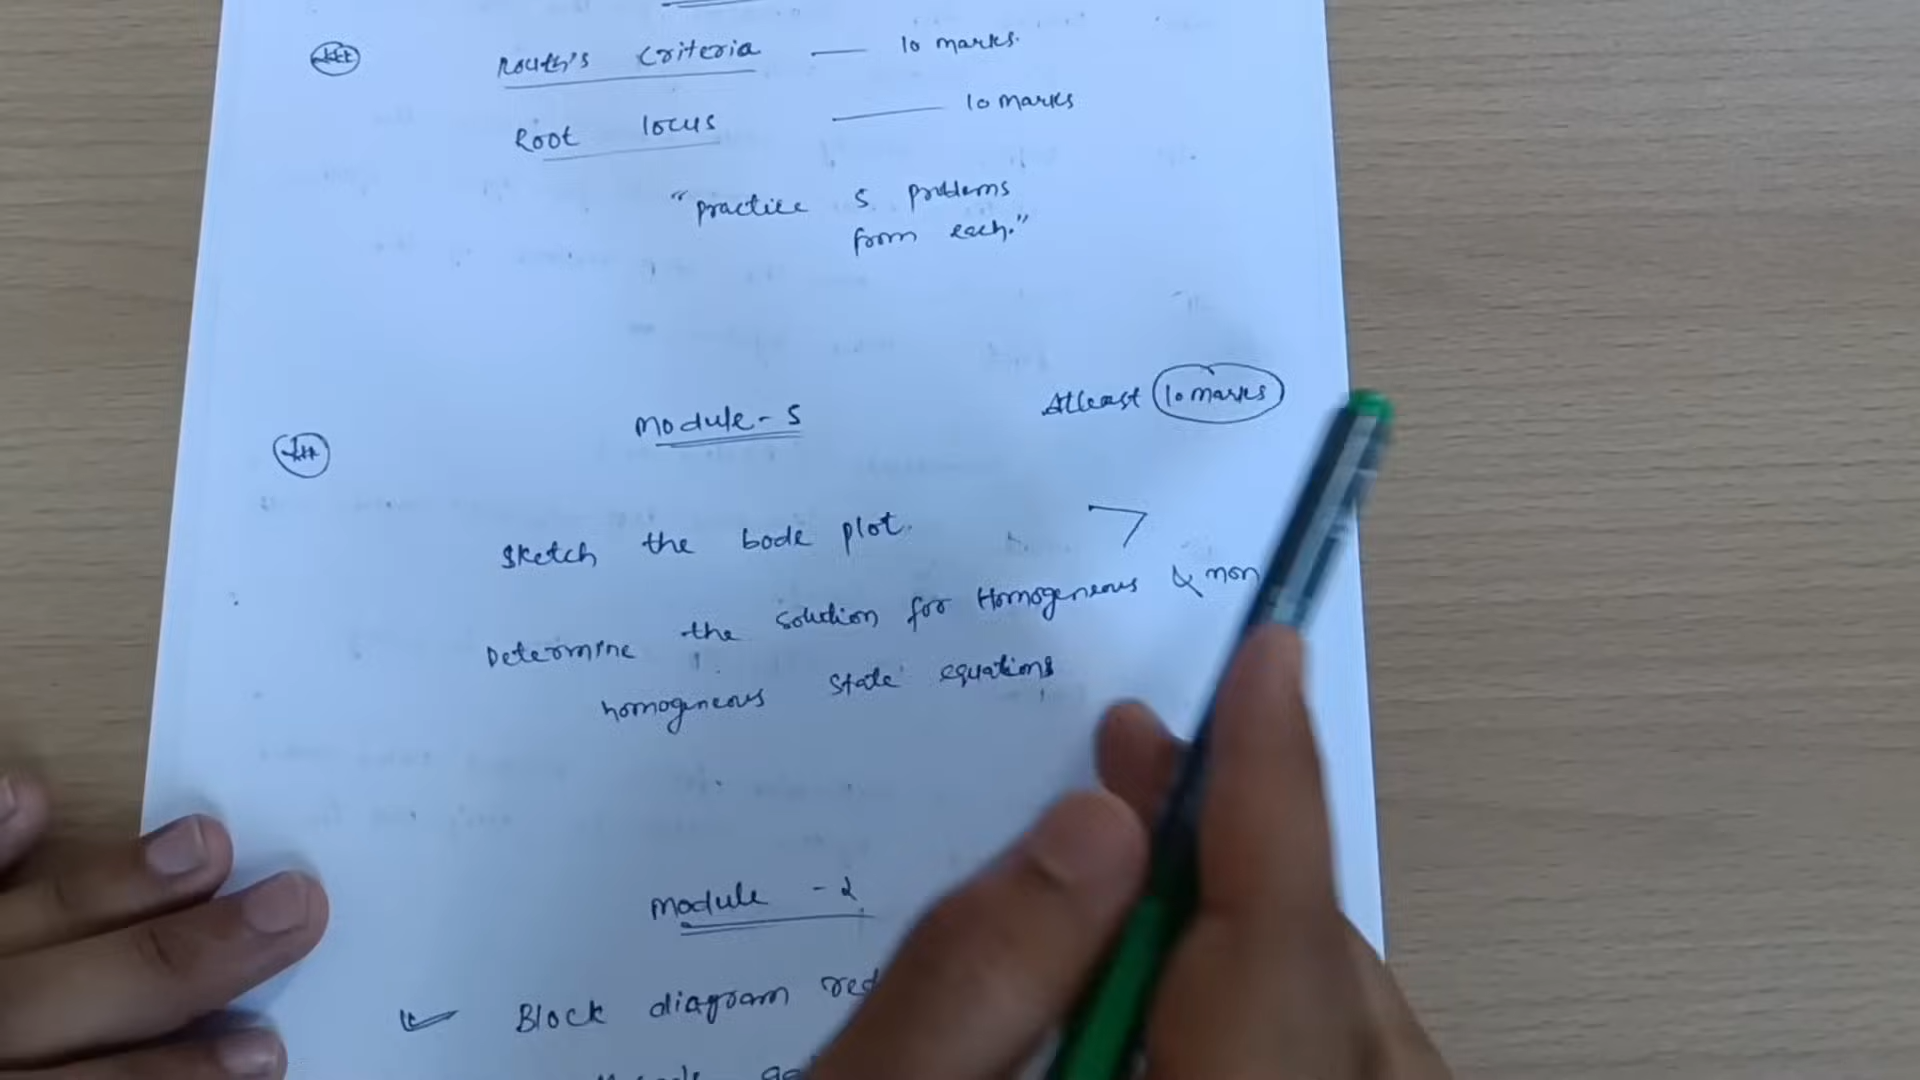 Routh's Criteria — 10 marks.
Root locus — 10 marks
"practice 5 problems
from each."
Module-5
Atleast 10 marks
Sketch the bode plot.
Determine the solution for Homogeneous & non
homogeneous state equations
Module - 2
Block diagram red